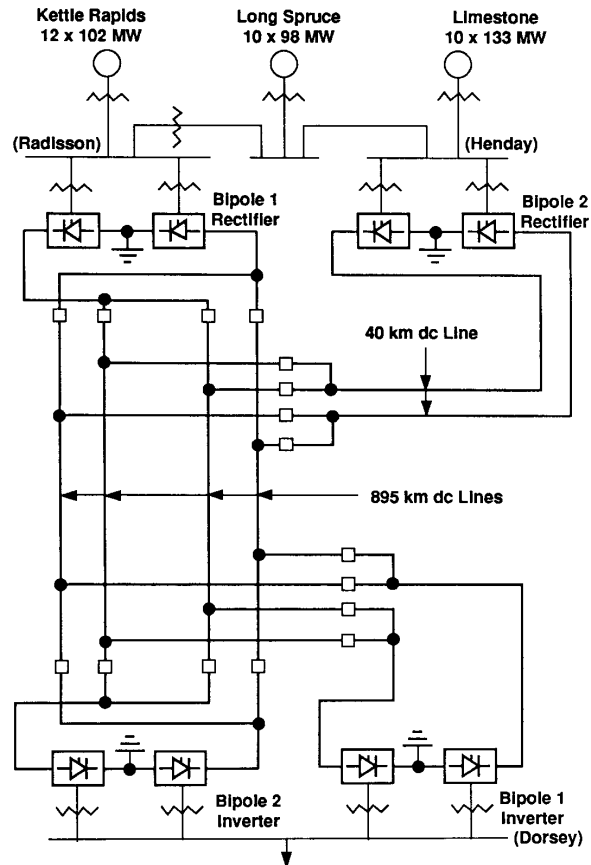 Kettle Rapids
12 x 102 MW
Long Spruce
10 x 98 MW
Limestone
10 x 133 MW
(Radisson)
(Henday)
Bipole 1
Rectifier
Bipole 2
Rectifier
40 km dc Line
895 km dc Lines
Bipole 2
Inverter
Bipole 1
Inverter
(Dorsey)